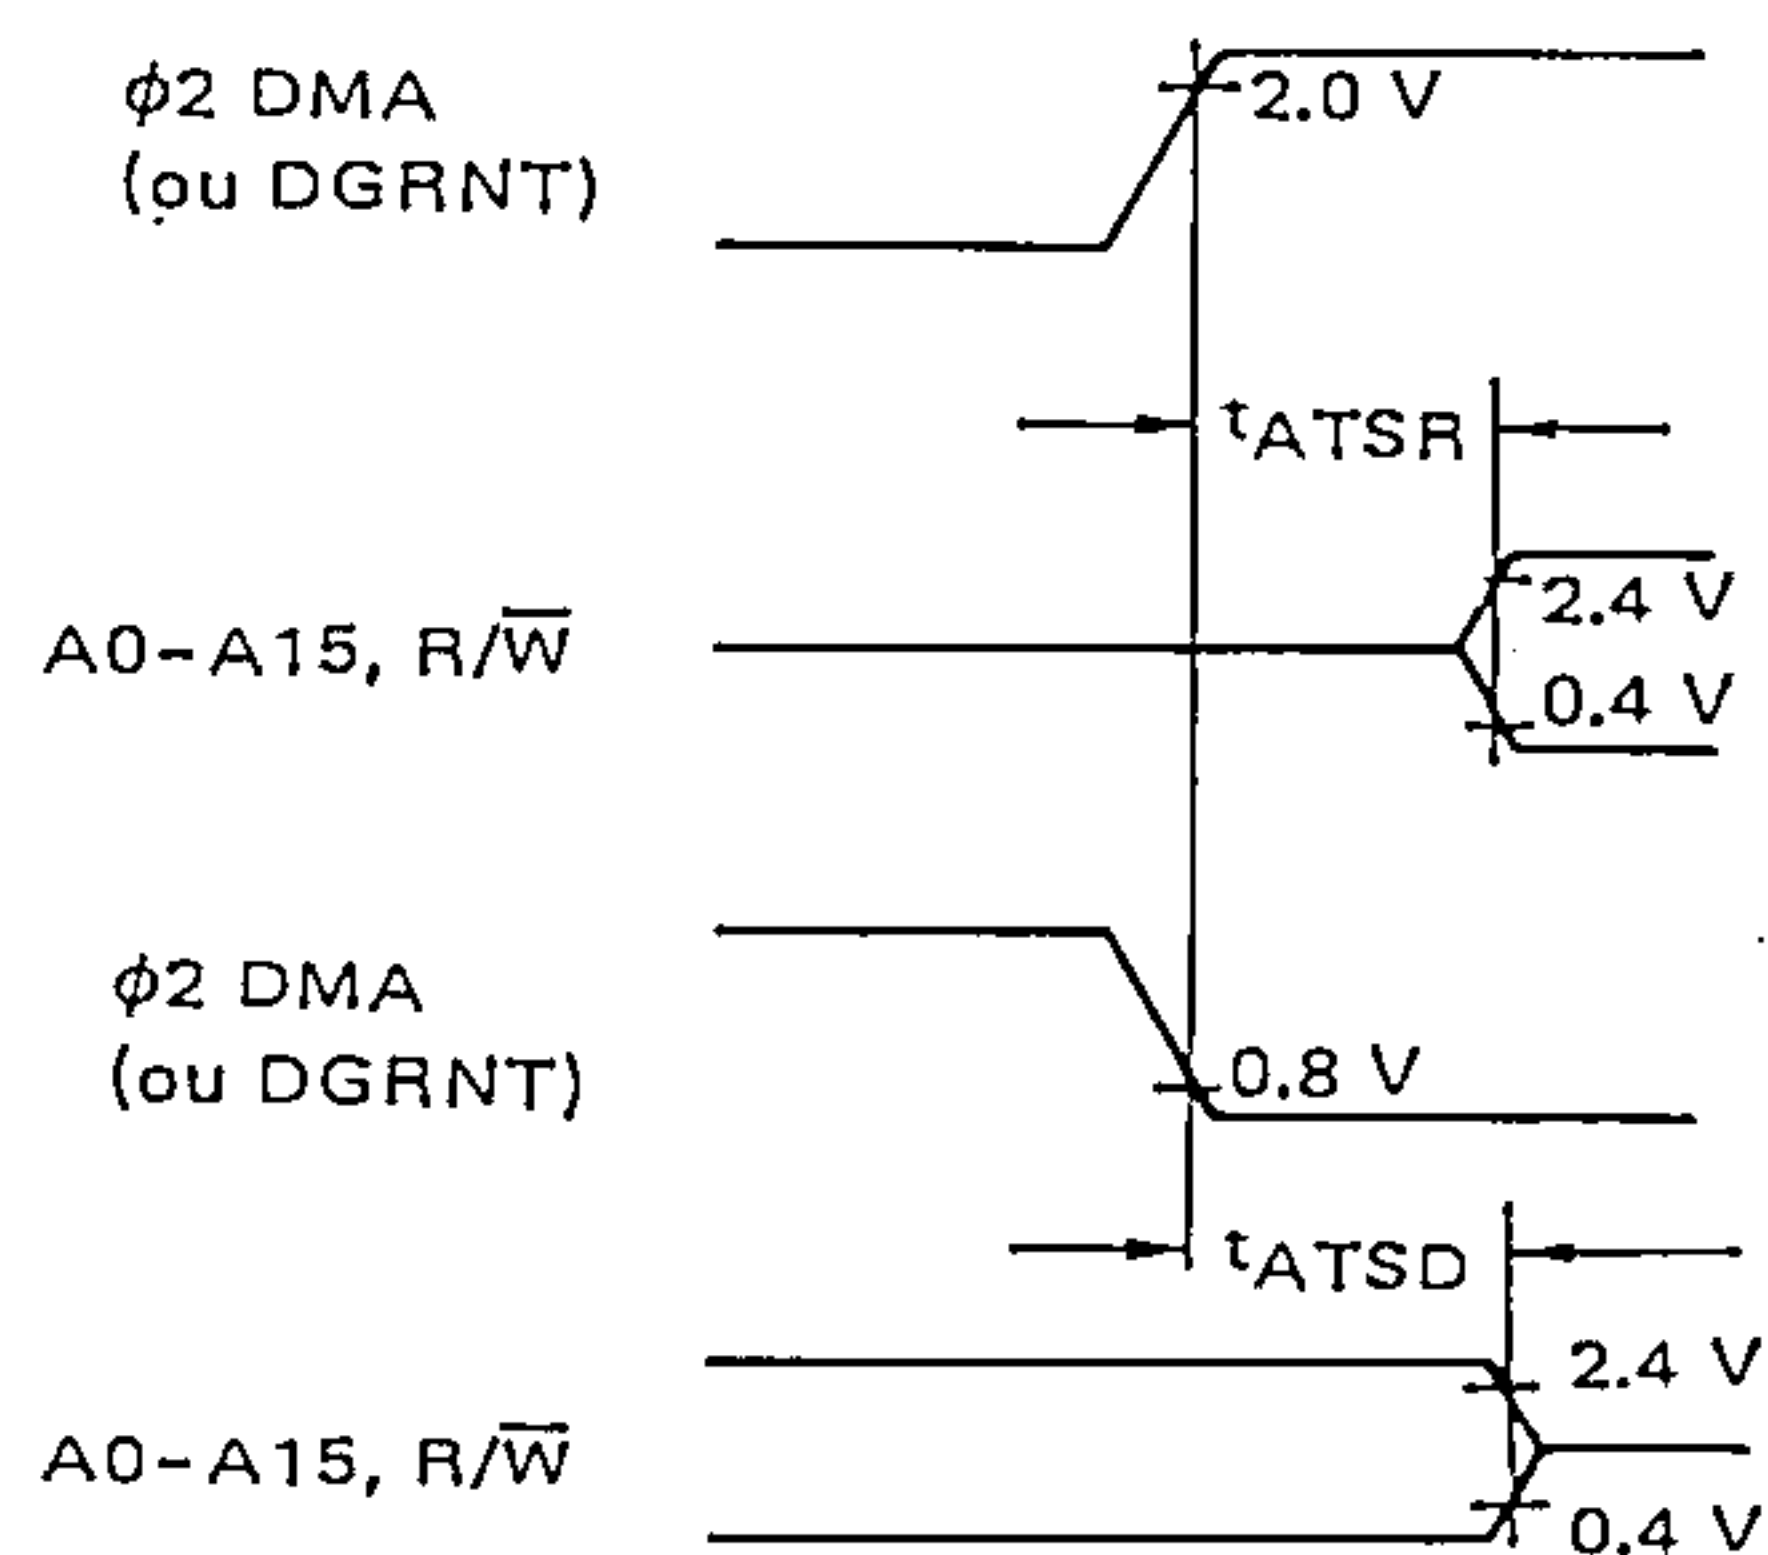 ϕ2 DMA
(ou DGRNT)
2.0 V
tATSR
A0-A15, R/W̅
2.4 V
0.4 V
ϕ2 DMA
(ou DGRNT)
0.8 V
tATSD
A0-A15, R/W̅
2.4 V
0.4 V